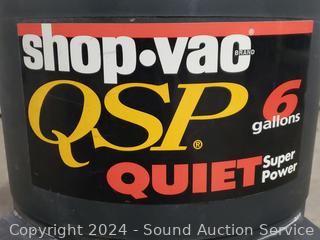 shop•vac
BRAND
QSP®
6
gallons
QUIET
Super
Power
Copyright 2024 - Sound Auction Service